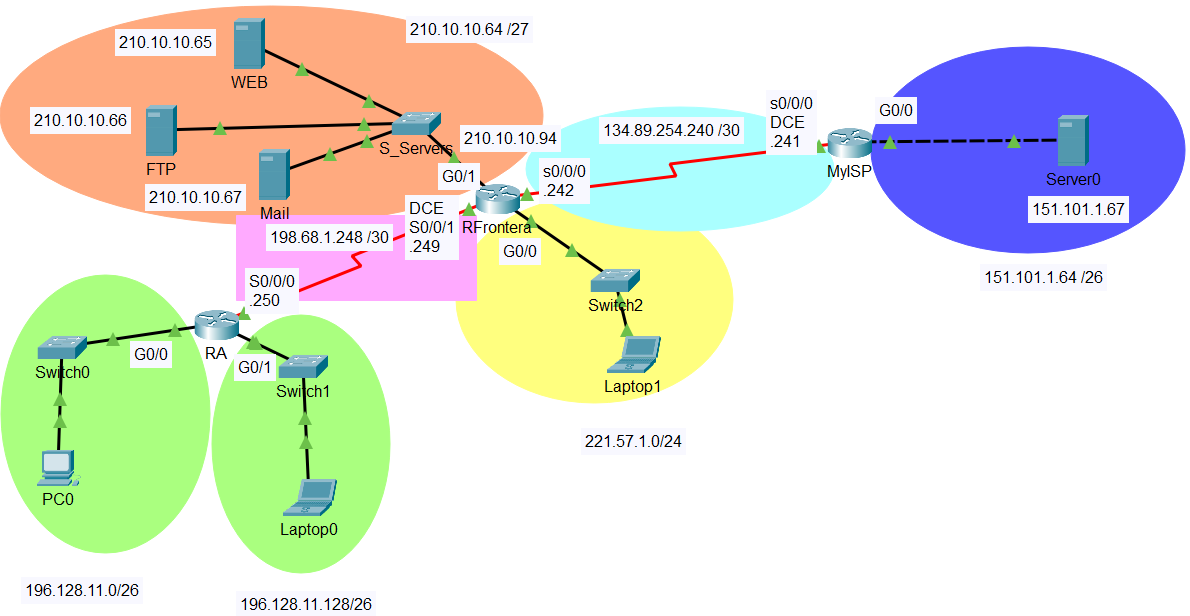 210.10.10.64 /27
210.10.10.65
WEB
210.10.10.66
FTP
210.10.10.67
Mail
S_Servers
210.10.10.94
G0/1
134.89.254.240 /30
s0/0/0
DCE
.241
G0/0
MyISP
Server0
151.101.1.67
151.101.1.64 /26
s0/0/0
.242
RFrontera
DCE
S0/0/1
.249
198.68.1.248 /30
G0/0
Switch2
Laptop1
221.57.1.0/24
S0/0/0
.250
RA
G0/0
G0/1
Switch0
Switch1
PC0
Laptop0
196.128.11.0/26
196.128.11.128/26